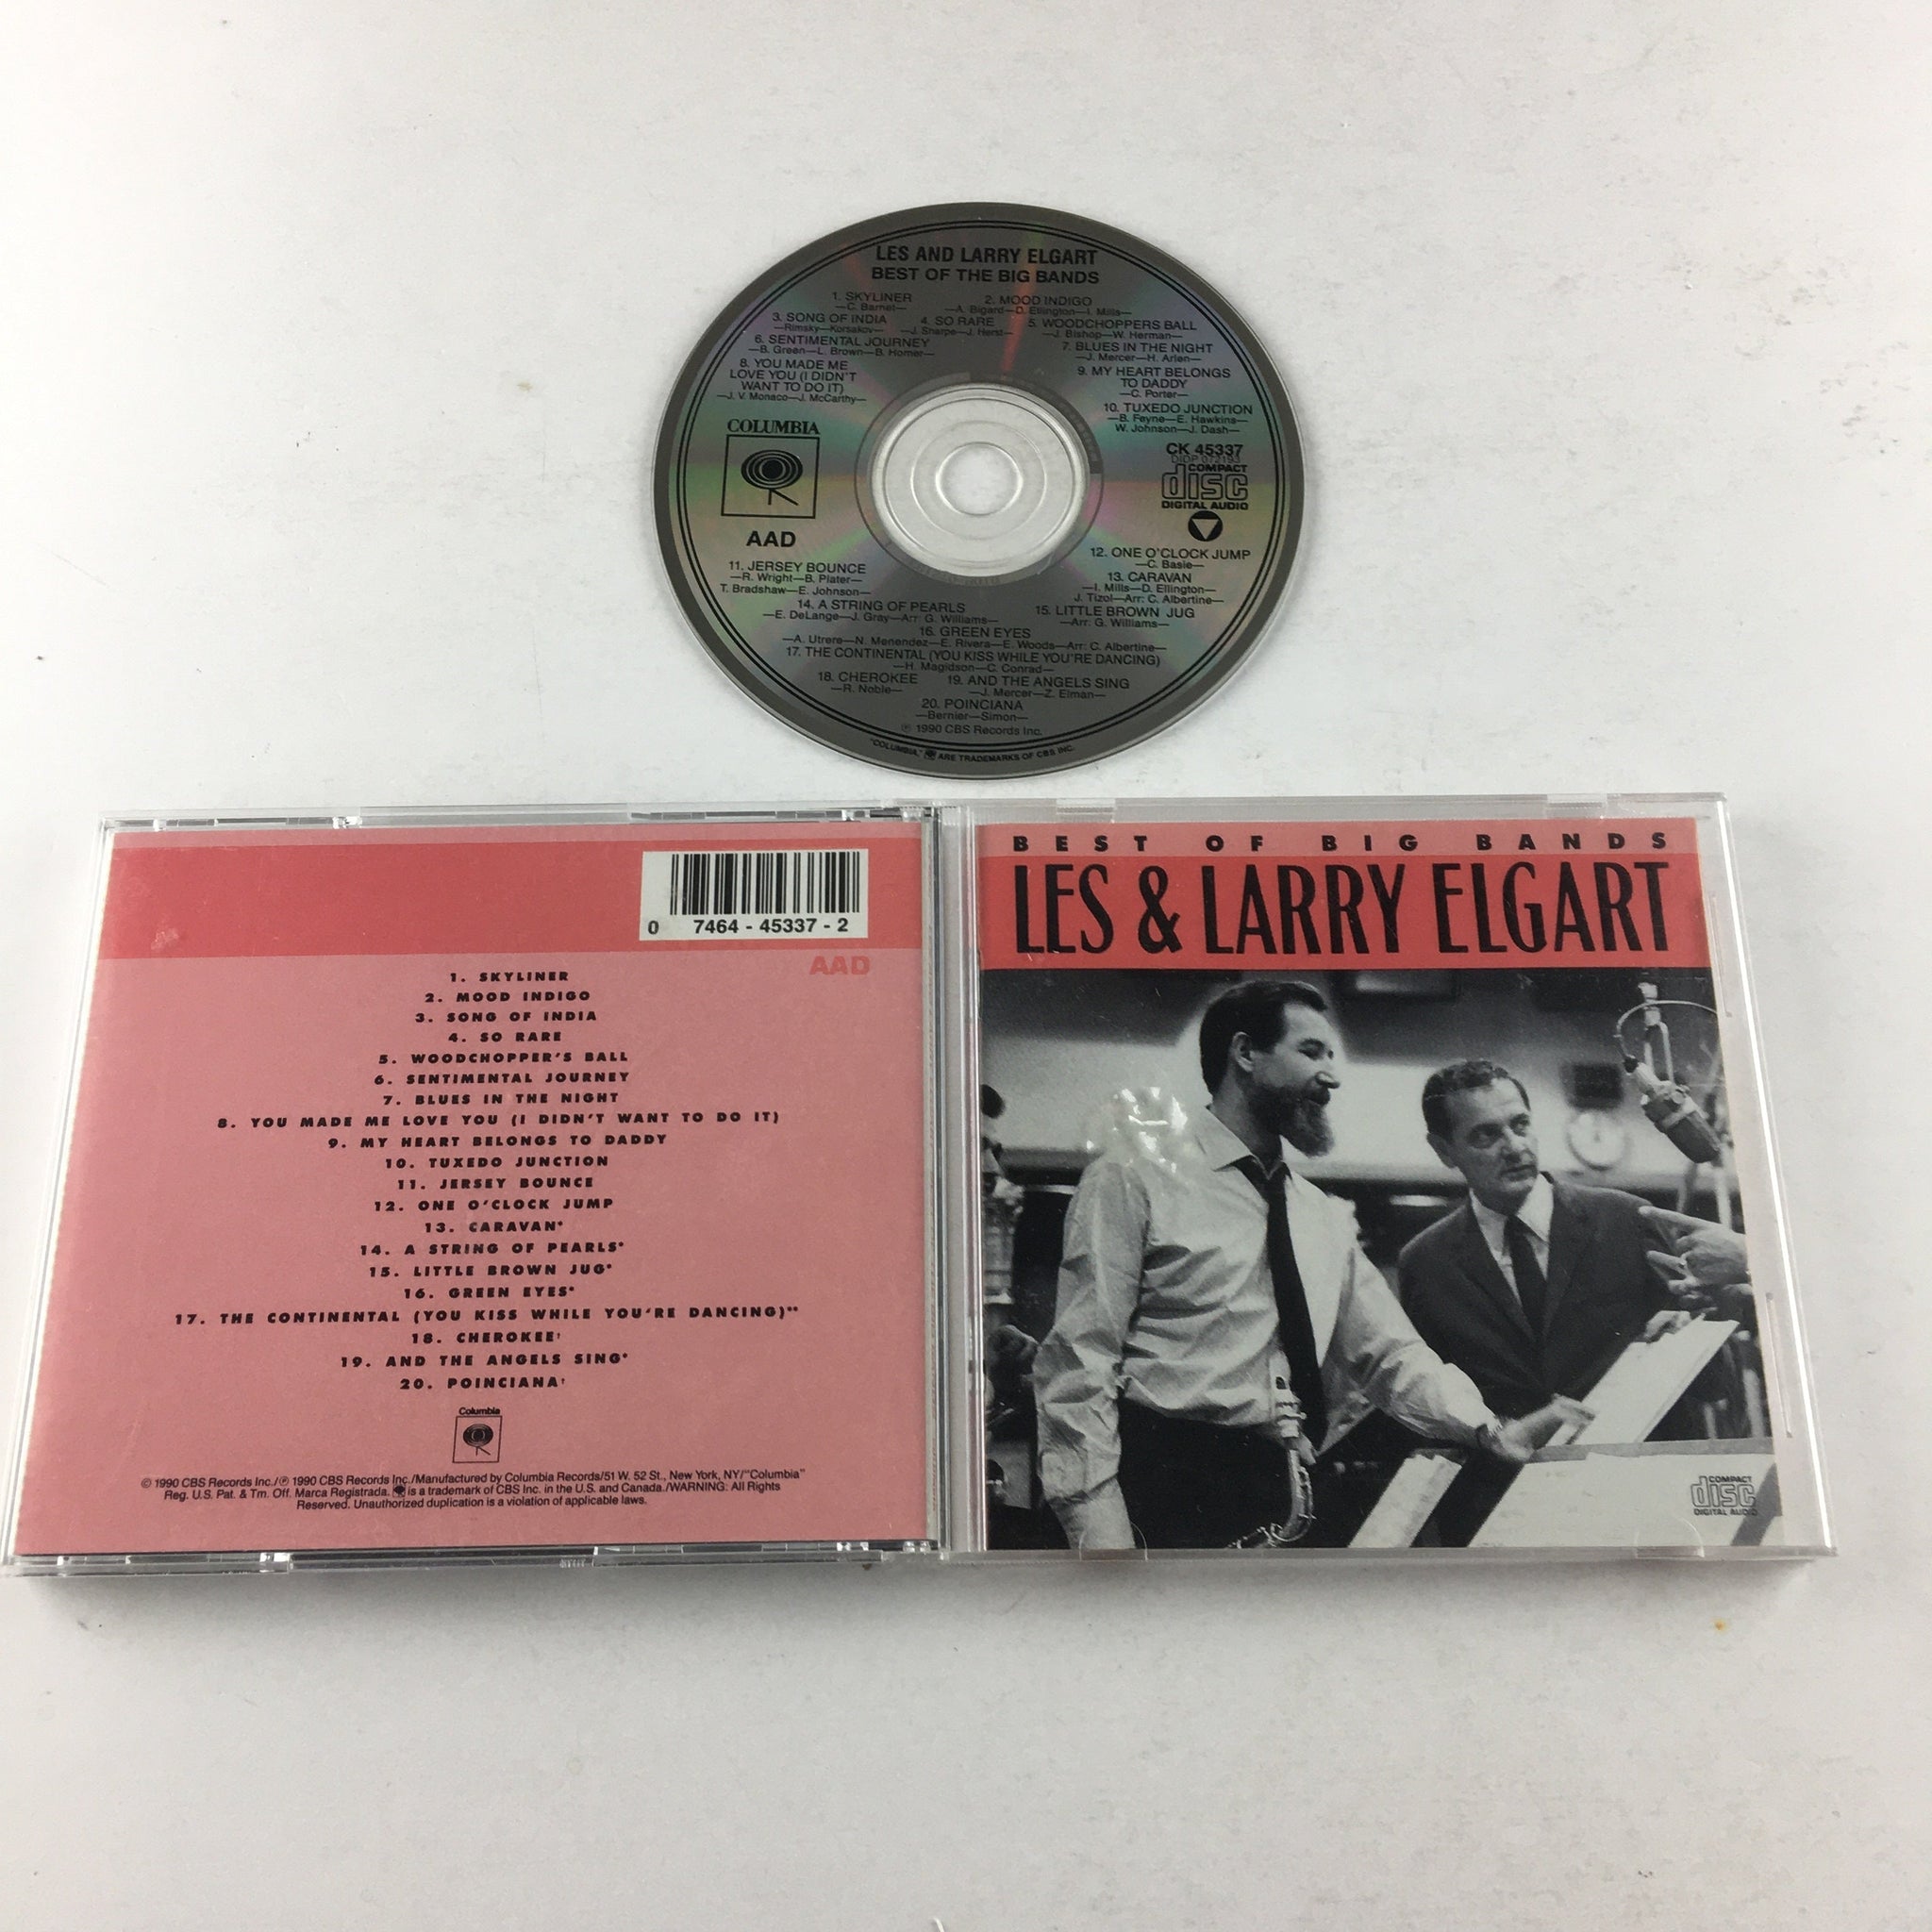 LES AND LARRY ELGART
BEST OF THE BIG BANDS
1. SKYLINER
—C. Barnet—
2. MOOD INDIGO
—A. Bigard—D. Ellington—I. Mills—
3. SONG OF INDIA
—Rimsky—Korsakov—
4. SO RARE
—J. Sharpe—J. Herst—
5. WOODCHOPPERS BALL
—J. Bishop—W. Herman—
6. SENTIMENTAL JOURNEY
—B. Green—L. Brown—B. Homer—
7. BLUES IN THE NIGHT
—J. Mercer—H. Arlen—
8. YOU MADE ME
LOVE YOU (I DIDN'T
WANT TO DO IT)
—J. V. Monaco—J. McCarthy—
9. MY HEART BELONGS
TO DADDY
—C. Porter—
10. TUXEDO JUNCTION
—B. Feyne—E. Hawkins—
W. Johnson—J. Dash—
COLUMBIA
AAD
CK 45337
DIDP 072193
COMPACT
disc
DIGITAL AUDIO
11. JERSEY BOUNCE
—R. Wright—B. Plater—
T. Bradshaw—E. Johnson—
12. ONE O'CLOCK JUMP
—C. Basie—
13. CARAVAN
—I. Mills—D. Ellington—
J. Tizol—Arr: C. Albertine—
14. A STRING OF PEARLS
—E. DeLange—J. Gray—Arr: G. Williams—
15. LITTLE BROWN JUG
—Arr: G. Williams—
16. GREEN EYES
—A. Utrere—N. Menendez—E. Rivera—E. Woods—Arr: C. Albertine—
17. THE CONTINENTAL (YOU KISS WHILE YOU'RE DANCING)
—H. Magidson—C. Conrad—
18. CHEROKEE
—R. Noble—
19. AND THE ANGELS SING
—J. Mercer—Z. Elman—
20. POINCIANA
—Bernier—Simon—
℗ 1990 CBS Records Inc.
"COLUMBIA," ARE TRADEMARKS OF CBS INC.
0 7464 - 45337 - 2
AAD
1. SKYLINER
2. MOOD INDIGO
3. SONG OF INDIA
4. SO RARE
5. WOODCHOPPER'S BALL
6. SENTIMENTAL JOURNEY
7. BLUES IN THE NIGHT
8. YOU MADE ME LOVE YOU (I DIDN'T WANT TO DO IT)
9. MY HEART BELONGS TO DADDY
10. TUXEDO JUNCTION
11. JERSEY BOUNCE
12. ONE O'CLOCK JUMP
13. CARAVAN*
14. A STRING OF PEARLS*
15. LITTLE BROWN JUG*
16. GREEN EYES*
17. THE CONTINENTAL (YOU KISS WHILE YOU'RE DANCING)**
18. CHEROKEE†
19. AND THE ANGELS SING*
20. POINCIANA†
Columbia
© 1990 CBS Records Inc./℗ 1990 CBS Records Inc./Manufactured by Columbia Records/51 W. 52 St., New York, NY/"Columbia"
Reg. U.S. Pat. & Tm. Off. Marca Registrada. is a trademark of CBS Inc. in the U.S. and Canada./WARNING: All Rights
Reserved. Unauthorized duplication is a violation of applicable laws.
BEST OF BIG BANDS
LES & LARRY ELGART
COMPACT
disc
DIGITAL AUDIO